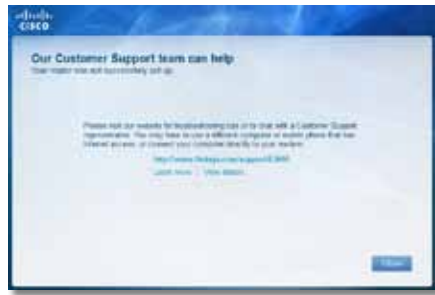 CISCO
Our Customer Support team can help
Your router was not successfully set up.
Please visit our website for troubleshooting tips or to chat with a Customer Support
representative. You may have to use a different computer or mobile phone that has
Internet access, or connect your computer directly to your modem.
Learn more | View details